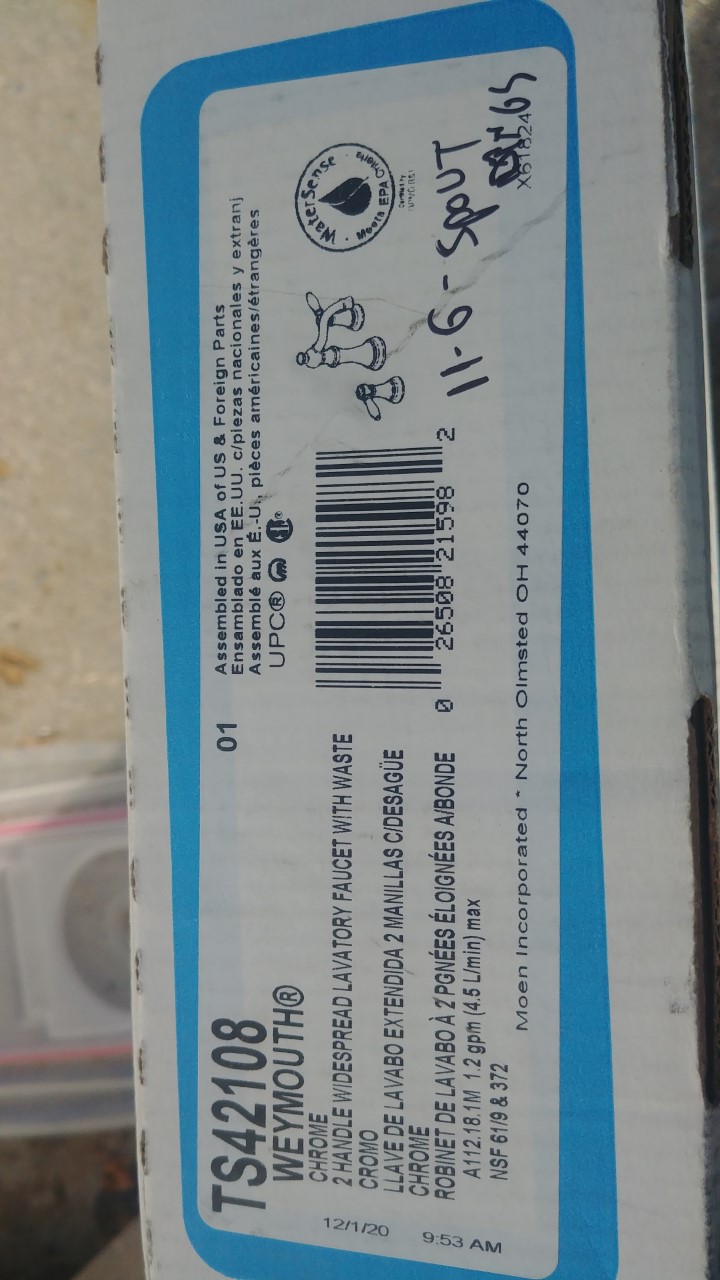 TS42108
WEYMOUTH®
CHROME
2 HANDLE WIDESPREAD LAVATORY FAUCET WITH WASTE
CROMO
LLAVE DE LAVABO EXTENDIDA 2 MANILLAS C/DESAGÜE
CHROME
ROBINET DE LAVABO À 2 PGNÉES ÉLOIGNÉES A/BONDE
A112.18.1M 1.2 gpm (4.5 L/min) max
NSF 61/9 & 372
12/1/20 9:53 AM
01
Assembled in USA of US & Foreign Parts
Ensamblado en EE.UU. c/piezas nacionales y extranj
Assemblé aux É.-U., pièces américaines/étrangères
UPC®
0 26508 21598 2
Moen Incorporated * North Olmsted OH 44070
WaterSense
Meets EPA Criteria
11-6-SPOUT
X61824